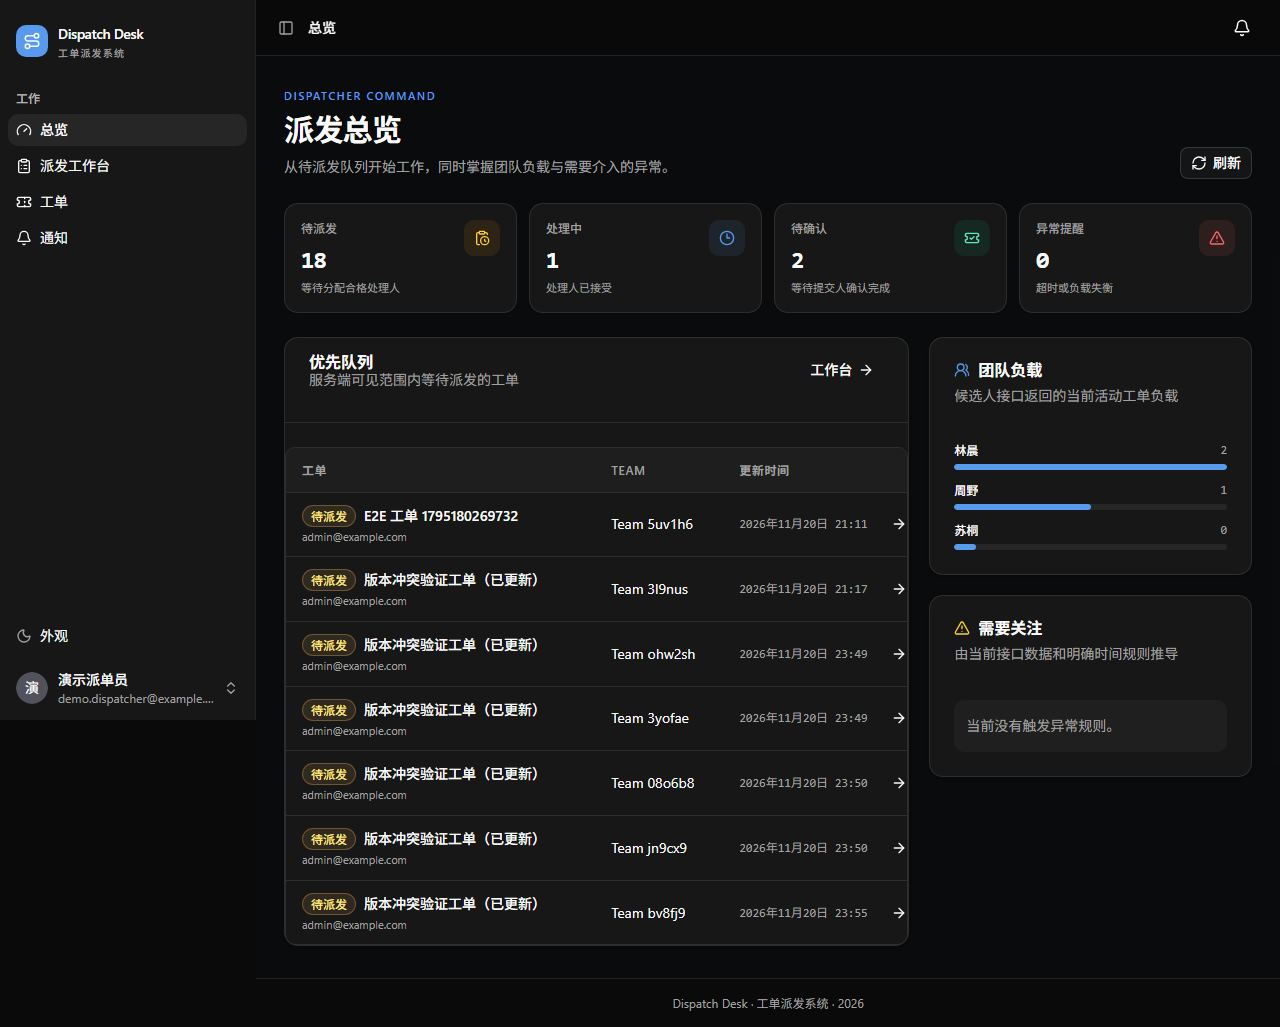 Dispatch Desk
工单派发系统
工作
总览
派发工作台
工单
通知
外观
演
演示派单员
demo.dispatcher@example....
总览
DISPATCHER COMMAND
派发总览
从待派发队列开始工作，同时掌握团队负载与需要介入的异常。
刷新
待派发
18
等待分配合格处理人
处理中
1
处理人已接受
待确认
2
等待提交人确认完成
异常提醒
0
超时或负载失衡
优先队列
服务端可见范围内等待派发的工单
工作台
工单 TEAM 更新时间
待派发 E2E 工单 1795180269732
admin@example.com
Team 5uv1h6 2026年11月20日 21:11
待派发 版本冲突验证工单（已更新）
admin@example.com
Team 3l9nus 2026年11月20日 21:17
待派发 版本冲突验证工单（已更新）
admin@example.com
Team ohw2sh 2026年11月20日 23:49
待派发 版本冲突验证工单（已更新）
admin@example.com
Team 3yofae 2026年11月20日 23:49
待派发 版本冲突验证工单（已更新）
admin@example.com
Team 08o6b8 2026年11月20日 23:50
待派发 版本冲突验证工单（已更新）
admin@example.com
Team jn9cx9 2026年11月20日 23:50
待派发 版本冲突验证工单（已更新）
admin@example.com
Team bv8fj9 2026年11月20日 23:55
团队负载
候选人接口返回的当前活动工单负载
林晨 2
周野 1
苏桐 0
需要关注
由当前接口数据和明确时间规则推导
当前没有触发异常规则。
Dispatch Desk · 工单派发系统 · 2026